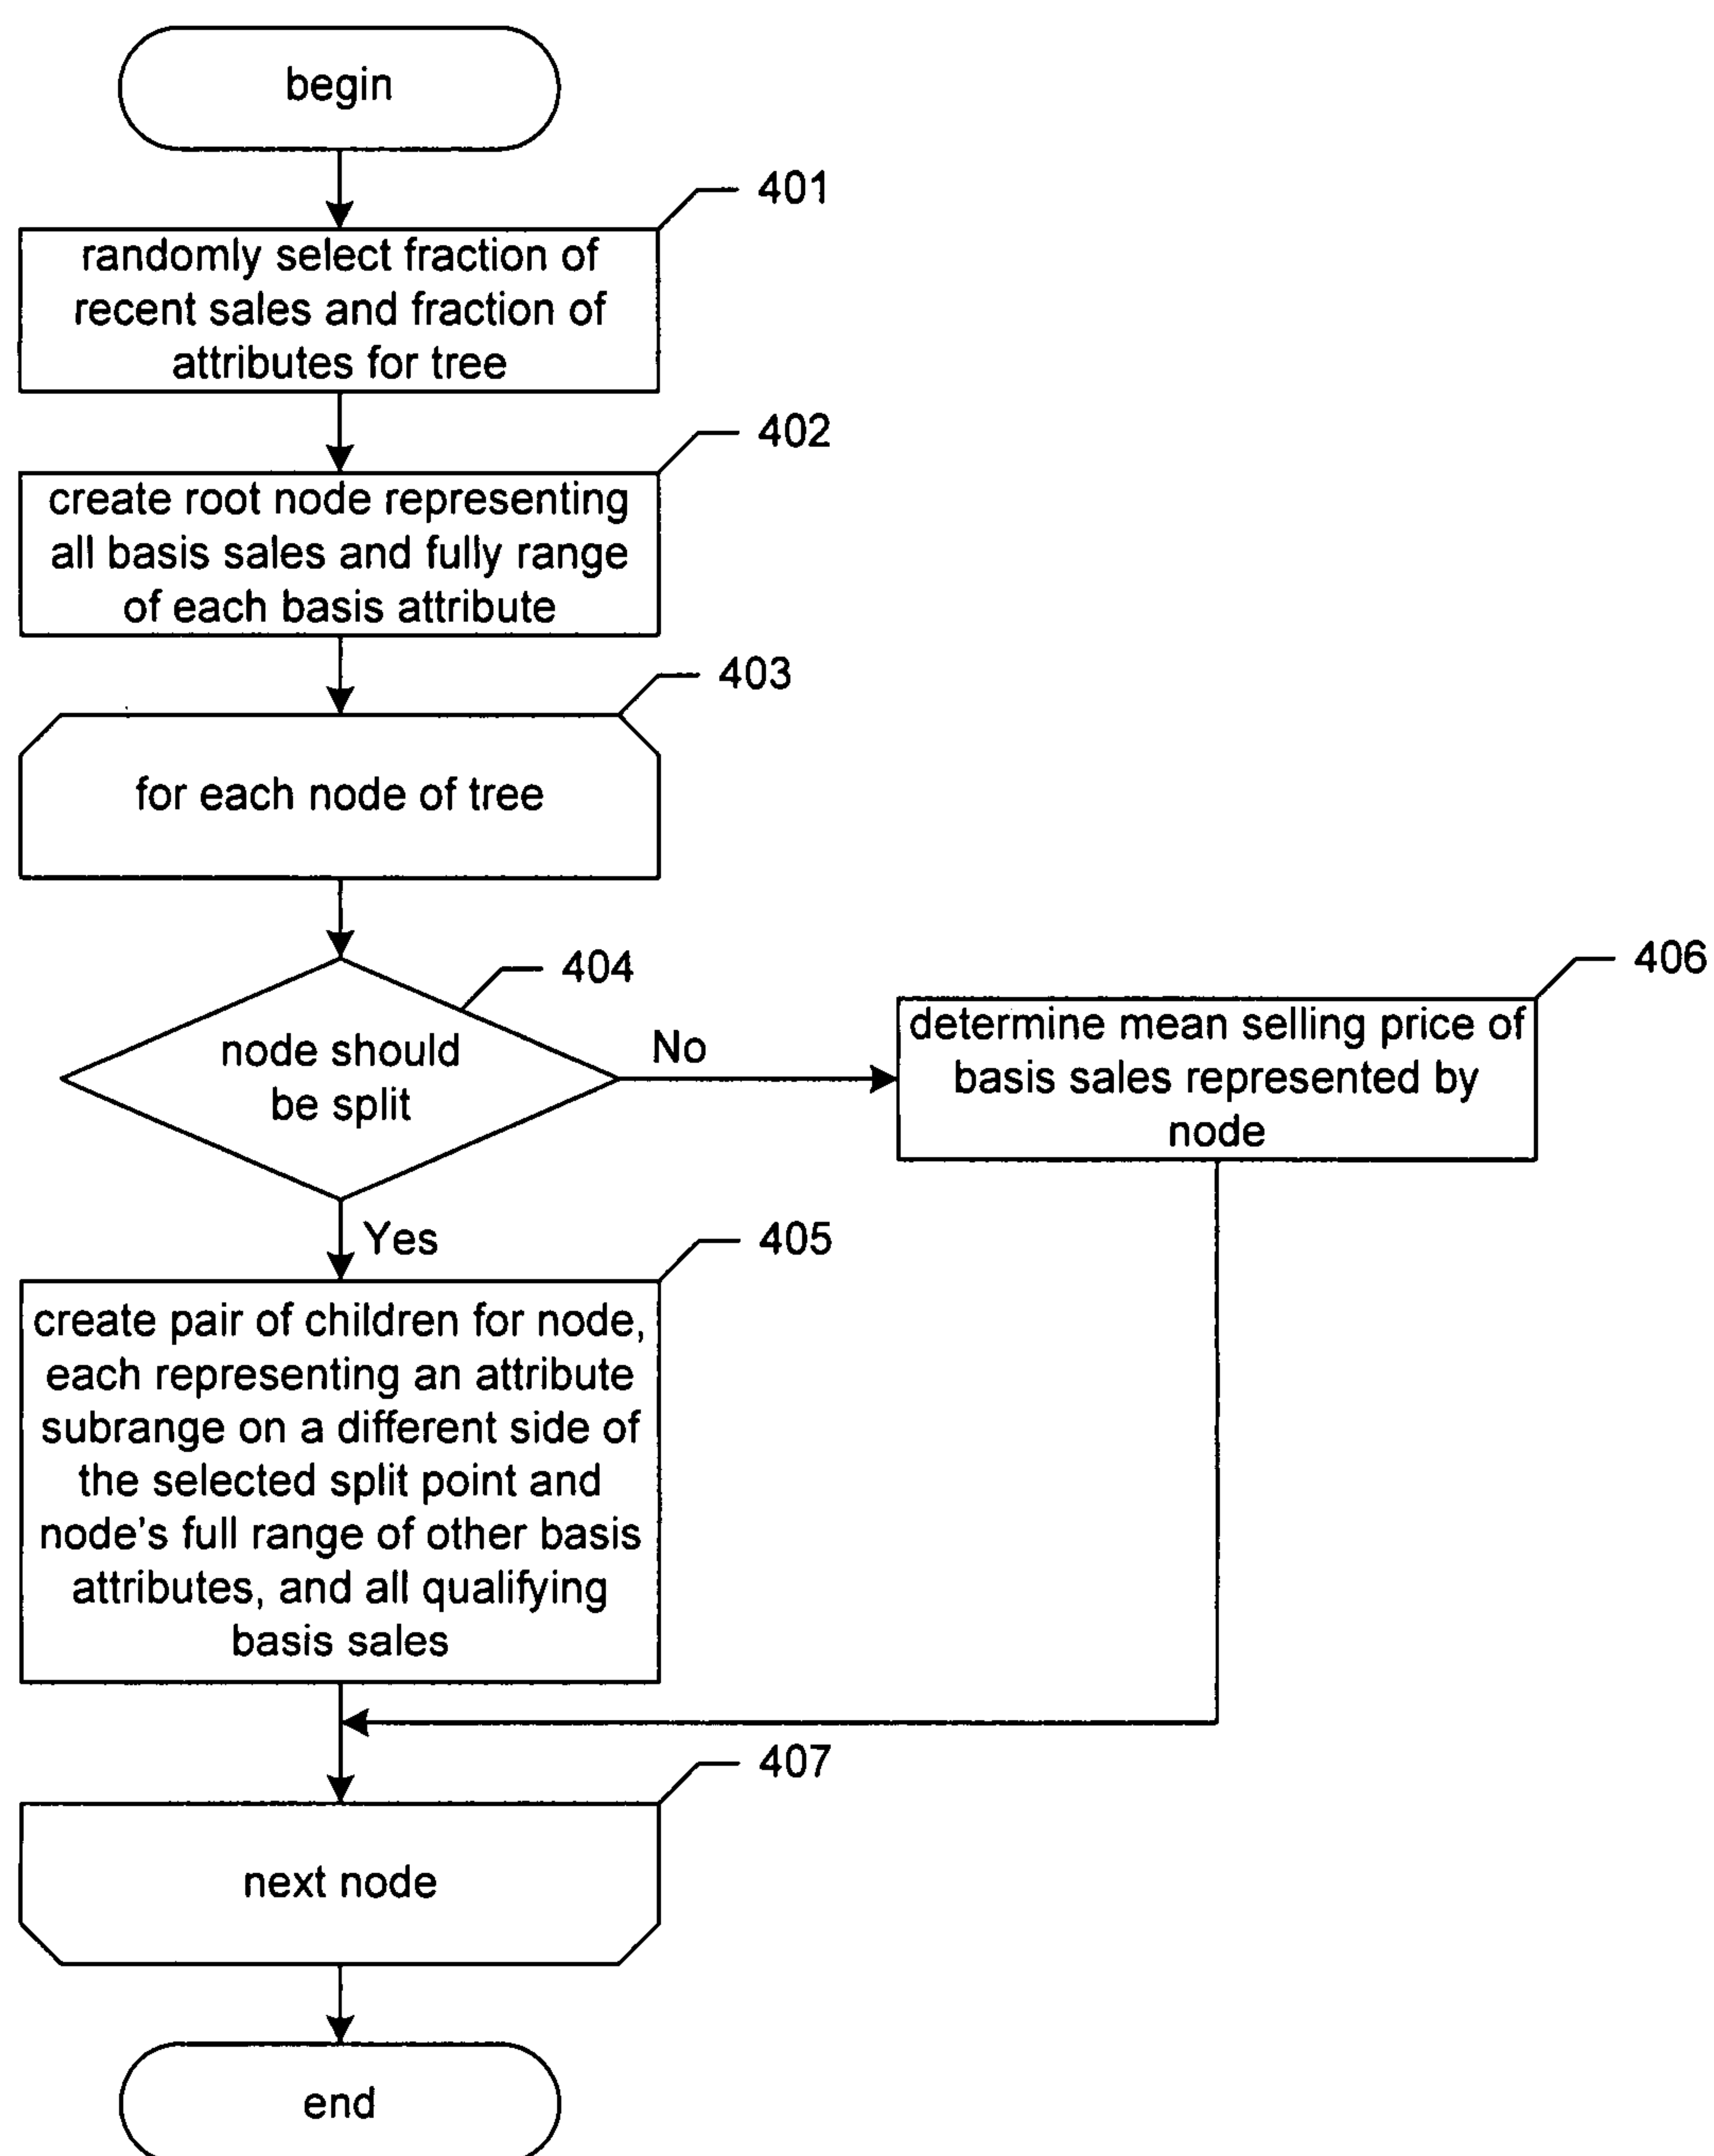 begin
401
randomly select fraction of
recent sales and fraction of
attributes for tree
402
create root node representing
all basis sales and fully range
of each basis attribute
403
for each node of tree
404
node should
be split
No
406
determine mean selling price of
basis sales represented by
node
Yes
405
create pair of children for node,
each representing an attribute
subrange on a different side of
the selected split point and
node's full range of other basis
attributes, and all qualifying
basis sales
407
next node
end